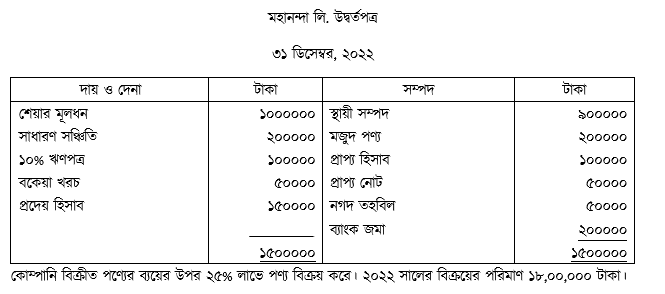 মহানন্দা লি. উদ্বর্তপত্র
৩১ ডিসেম্বর, ২০২২
দায় ও দেনা টাকা সম্পদ টাকা
শেয়ার মূলধন ১০০০০০০ স্থায়ী সম্পদ ৯০০০০০
সাধারণ সঞ্চিতি ২০০০০০ মজুদ পণ্য ২০০০০০
১০% ঋণপত্র ১০০০০০ প্রাপ্য হিসাব ১০০০০০
বকেয়া খরচ ৫০০০০ প্রাপ্য নোট ৫০০০০
প্রদেয় হিসাব ১৫০০০০ নগদ তহবিল ৫০০০০
ব্যাংক জমা ২০০০০০
১৫০০০০০ ১৫০০০০০
কোম্পানি বিক্রীত পণ্যের ব্যয়ের উপর ২৫% লাভে পণ্য বিক্রয় করে। ২০২২ সালের বিক্রয়ের পরিমাণ ১৮,০০,০০০ টাকা।